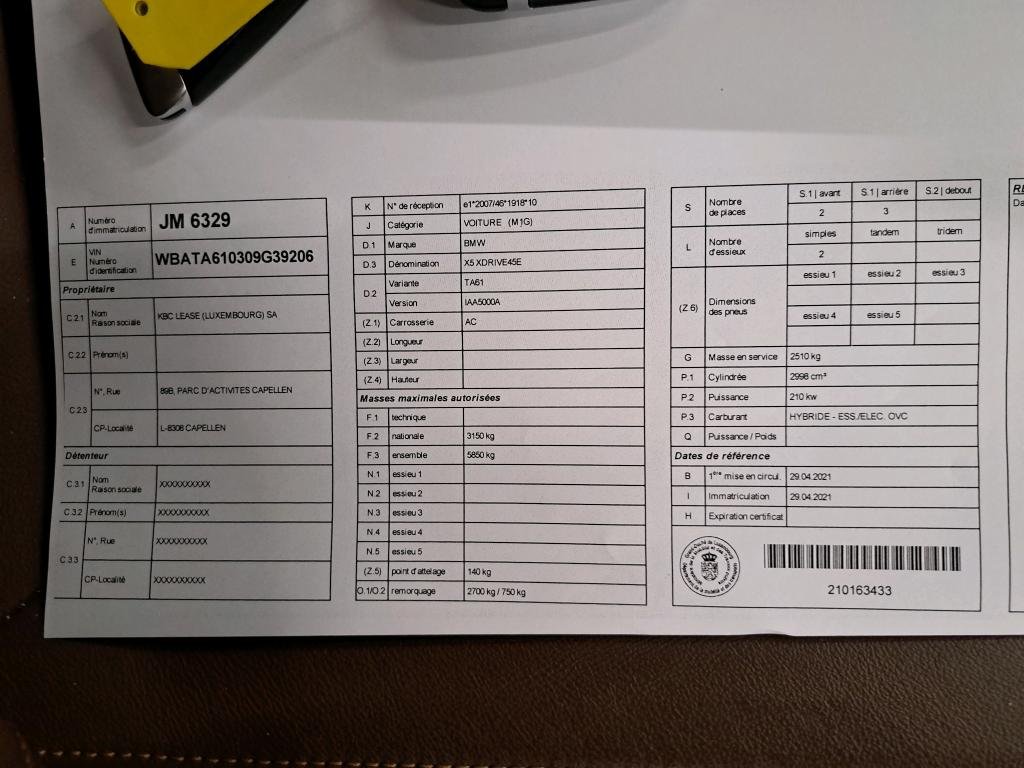 A Numéro d'immatriculation JM 6329
E VIN Numéro d'identification WBATA610309G39206
Propriétaire
C.2.1 Nom Raison sociale KBC LEASE (LUXEMBOURG) SA
C.2.2 Prénom(s)
C.2.3 N°, Rue 89B, PARC D'ACTIVITES CAPELLEN
CP-Localité L-8308 CAPELLEN
Détenteur
C.3.1 Nom Raison sociale XXXXXXXXXX
C.3.2 Prénom(s) XXXXXXXXXX
C.3.3 N°, Rue XXXXXXXXXX
CP-Localité XXXXXXXXXX
K N° de réception e1*2007/46*1918*10
J Catégorie VOITURE (M1G)
D.1 Marque BMW
D.3 Dénomination X5 XDRIVE45E
D.2 Variante TA61
Version IAA5000A
(Z.1) Carrosserie AC
(Z.2) Longueur
(Z.3) Largeur
(Z.4) Hauteur
Masses maximales autorisées
F.1 technique
F.2 nationale 3150 kg
F.3 ensemble 5850 kg
N.1 essieu 1
N.2 essieu 2
N.3 essieu 3
N.4 essieu 4
N.5 essieu 5
(Z.5) point d'attelage 140 kg
O.1/O.2 remorquage 2700 kg / 750 kg
S Nombre de places S.1 | avant S.1 | arrière S.2 | debout
2 3
L Nombre d'essieux simples tandem tridem
2
(Z.6) Dimensions des pneus essieu 1 essieu 2 essieu 3
essieu 4 essieu 5
G Masse en service 2510 kg
P.1 Cylindrée 2998 cm³
P.2 Puissance 210 kw
P.3 Carburant HYBRIDE - ESS./ELEC. OVC
Q Puissance / Poids
Dates de référence
B 1ère mise en circul. 29.04.2021
I Immatriculation 29.04.2021
H Expiration certificat
210163433